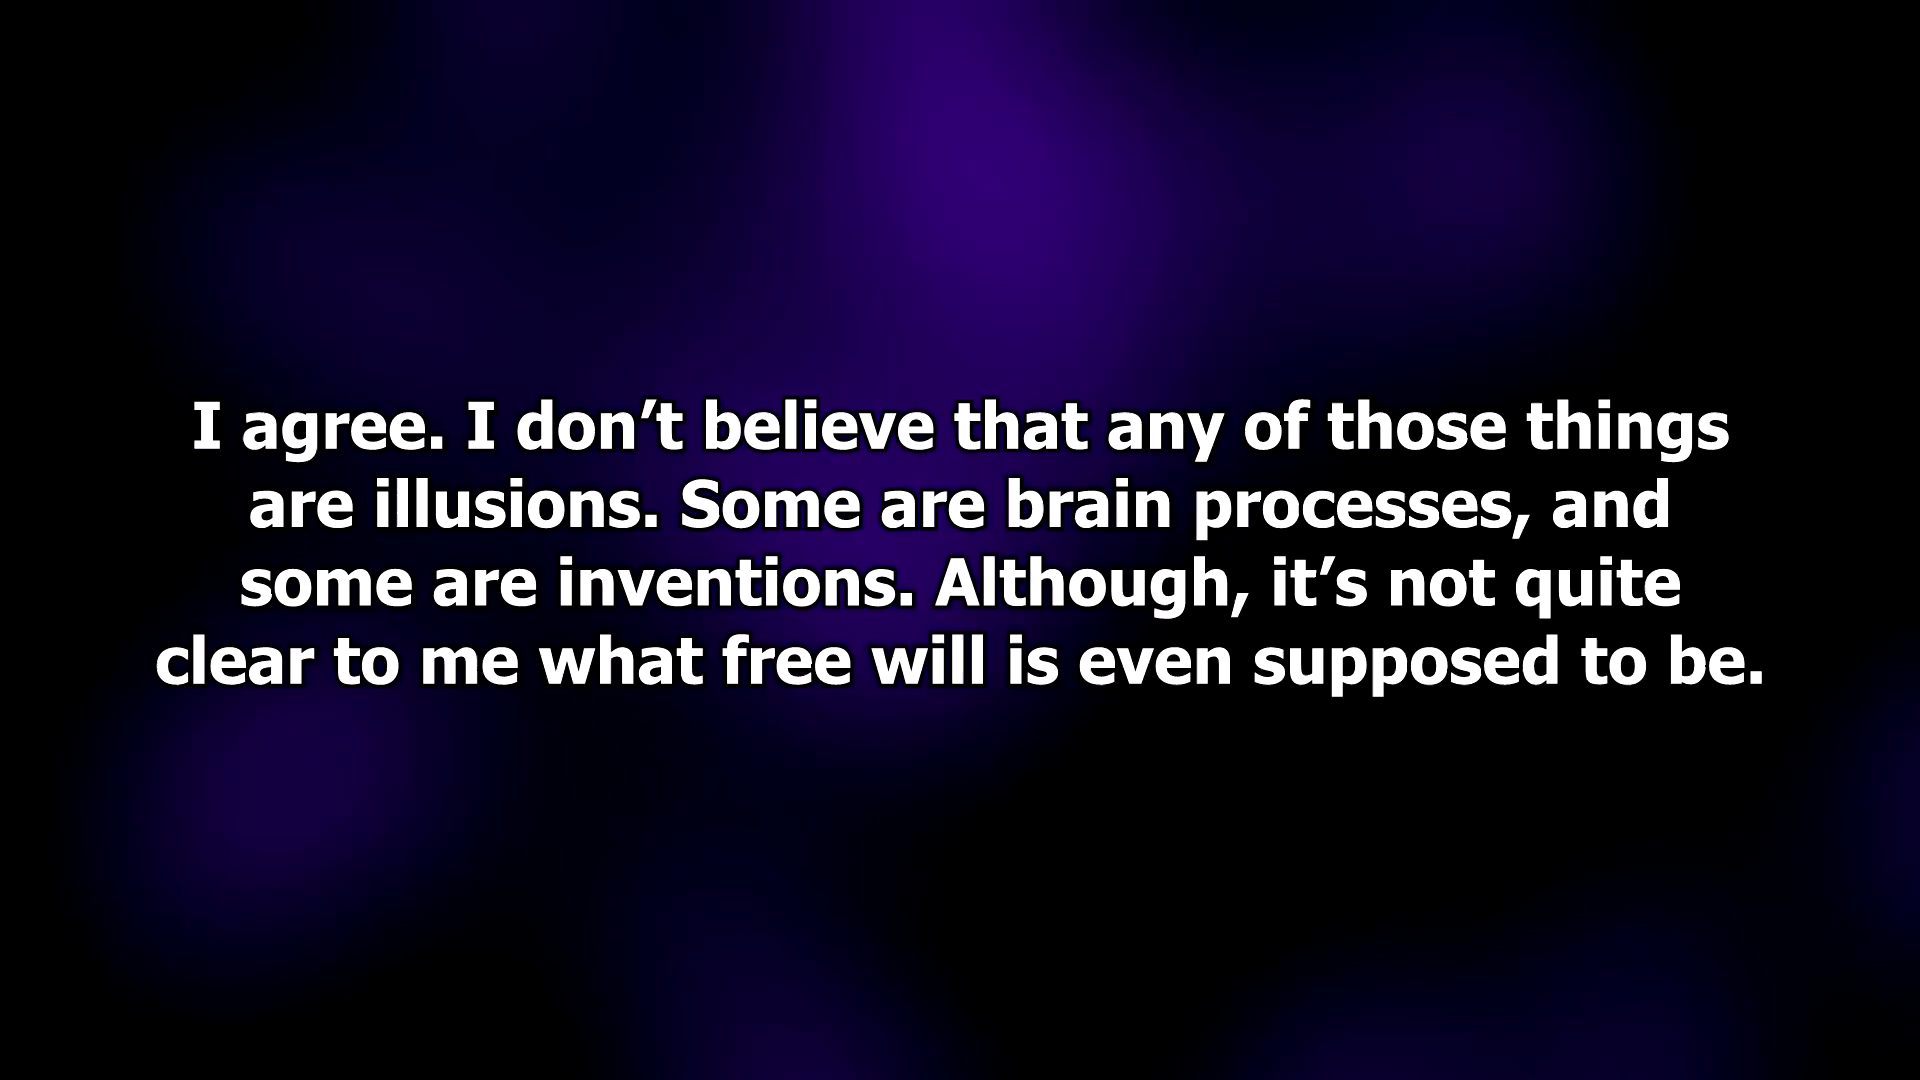 I agree. I don’t believe that any of those things
are illusions. Some are brain processes, and
some are inventions. Although, it’s not quite
clear to me what free will is even supposed to be.